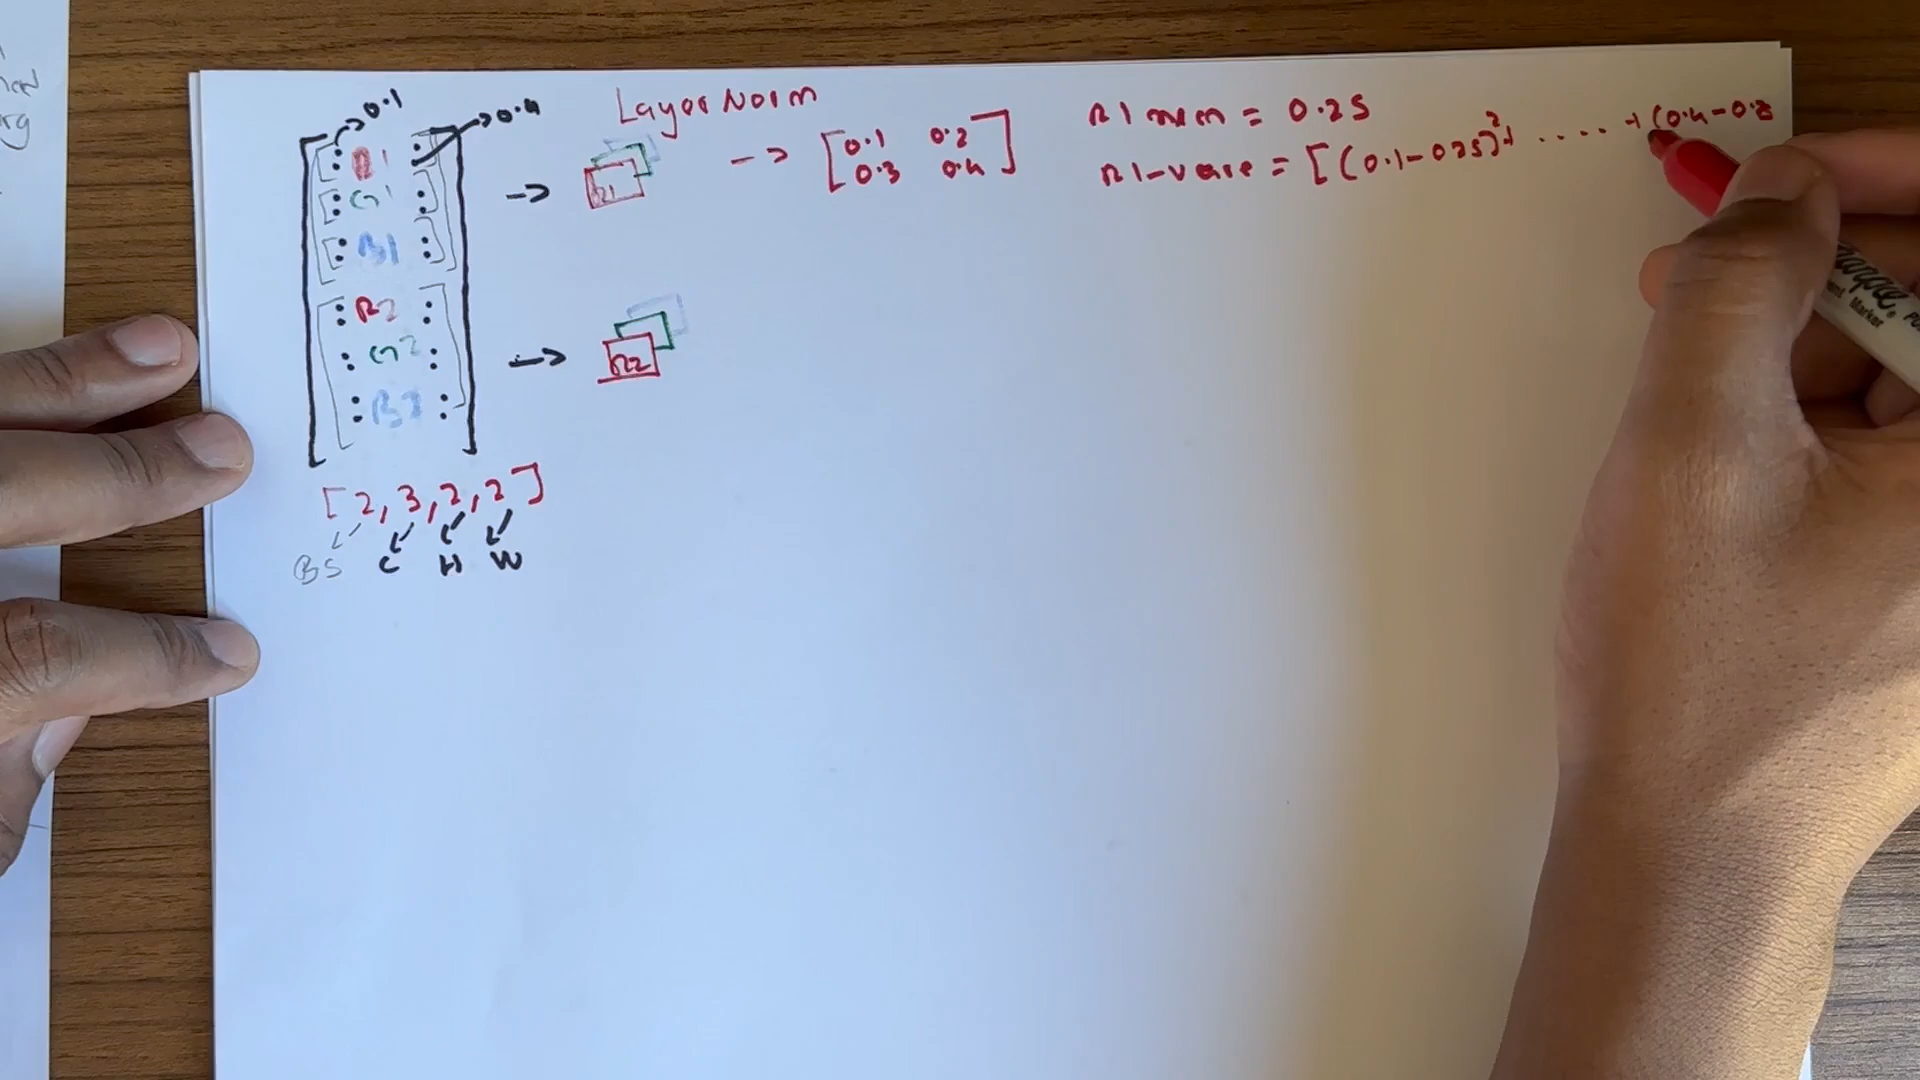 LayerNorm
0.1
0.4
R1
G1
B1
R2
G2
B2
[2,3,2,2]
BS C H W
R1
R2
[0.1 0.2
0.3 0.4]
R1 mean = 0.25
R1-vare = [(0.1-0.25)²+ ..... +(0.4-0.2